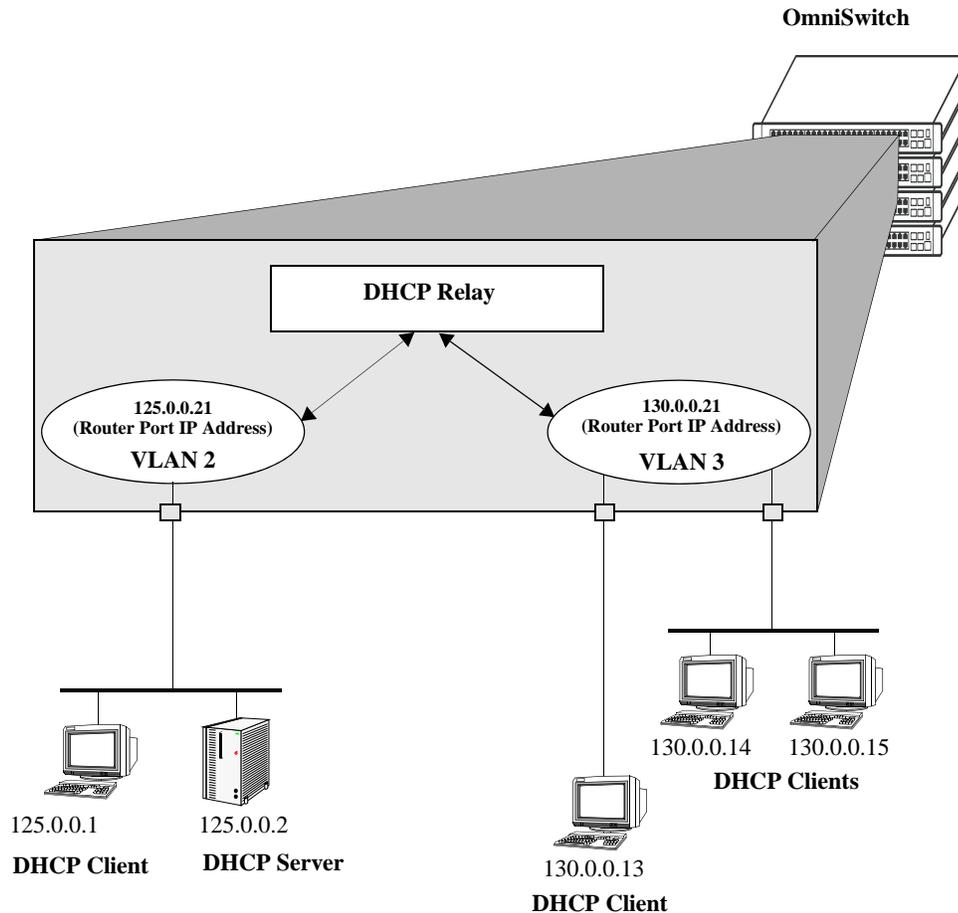 OmniSwitch
DHCP Relay
125.0.0.21
(Router Port IP Address)
VLAN 2
130.0.0.21
(Router Port IP Address)
VLAN 3
130.0.0.14
130.0.0.15
DHCP Clients
125.0.0.1
DHCP Client
125.0.0.2
DHCP Server
130.0.0.13
DHCP Client